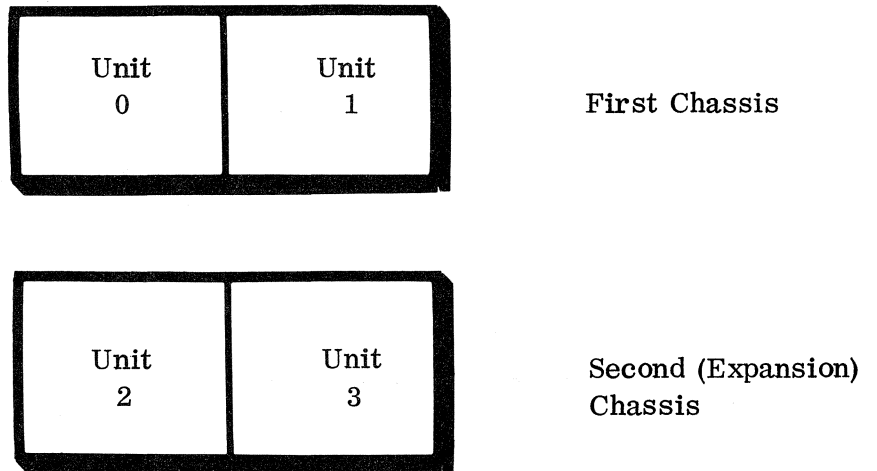 Unit Unit
0 1
First Chassis
Unit Unit
2 3
Second (Expansion)
Chassis